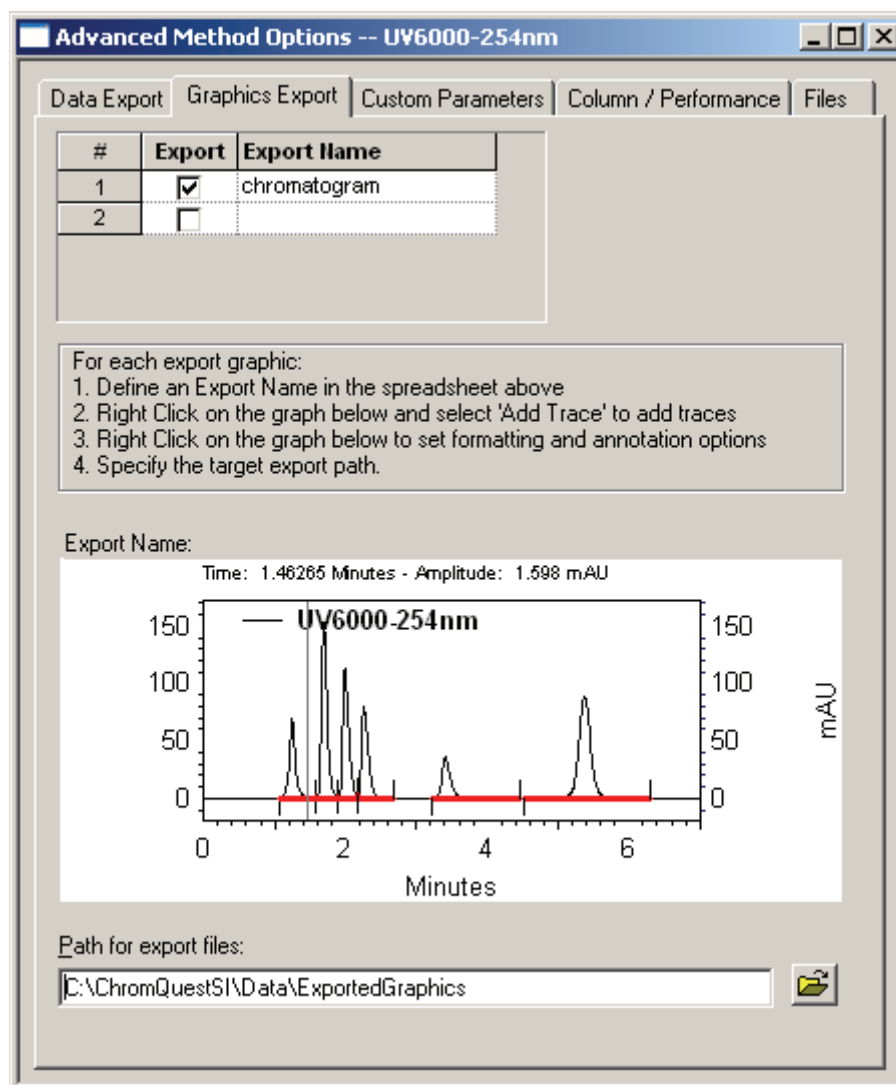 Advanced Method Options -- UV6000-254nm
Data Export Graphics Export Custom Parameters Column / Performance Files
# Export Export Name
1 chromatogram
2
For each export graphic:
1. Define an Export Name in the spreadsheet above
2. Right Click on the graph below and select 'Add Trace' to add traces
3. Right Click on the graph below to set formatting and annotation options
4. Specify the target export path.
Export Name:
Time: 1.46265 Minutes - Amplitude: 1.598 mAU
UV6000-254nm
150 150
100 100
mAU
50 50
0 0
0 2 4 6
Minutes
Path for export files:
C:\ChromQuestSI\Data\ExportedGraphics